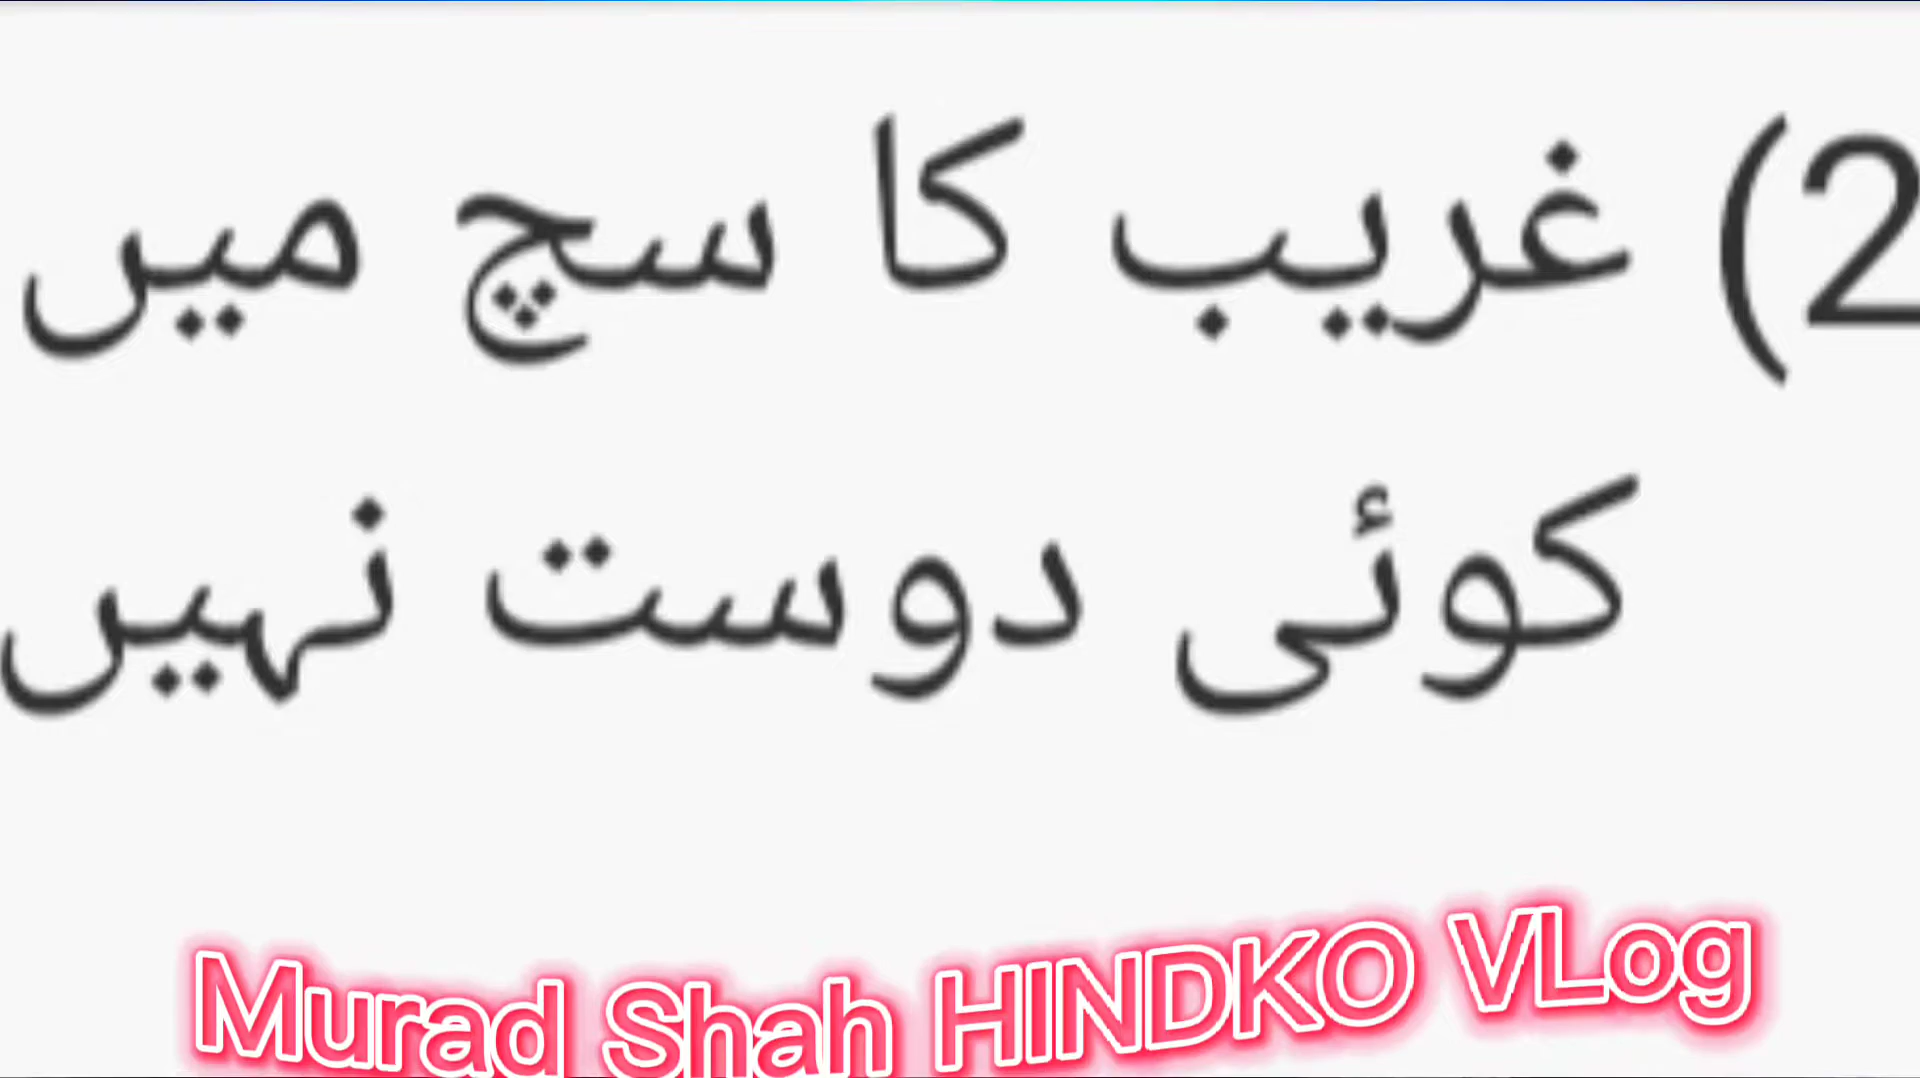 2) غریب کا سچ میں
کوئی دوست نہیں
Murad Shah HINDKO VLog